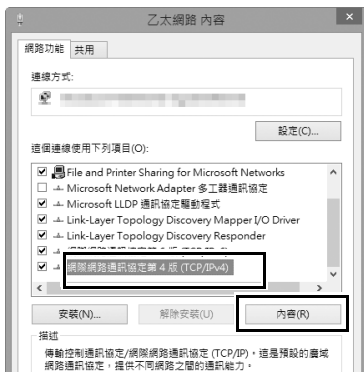 乙太網路 內容
網路功能 共用
連線方式:
設定(C)...
這個連線使用下列項目(O):
File and Printer Sharing for Microsoft Networks
Microsoft Network Adapter 多工器通訊協定
Microsoft LLDP 通訊協定驅動程式
Link-Layer Topology Discovery Mapper I/O Driver
Link-Layer Topology Discovery Responder
網際網路通訊協定第 4 版 (TCP/IPv4)
安裝(N)... 解除安裝(U) 內容(R)
描述
傳輸控制通訊協定/網際網路通訊協定 (TCP/IP)，這是預設的廣域
網路通訊協定，提供不同網路之間的通訊能力。